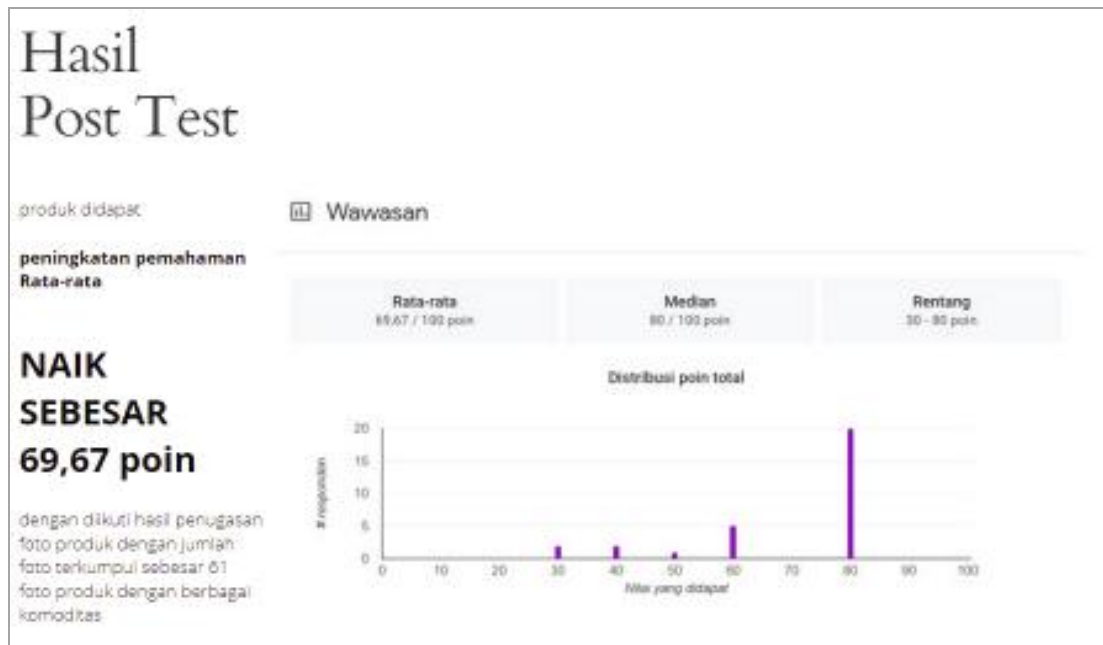 Hasil
Post Test
produk didapat
peningkatan pemahaman
Rata-rata
NAIK
SEBESAR
69,67 poin
dengan diikuti hasil penugasan
foto produk dengan jumlah
foto terkumpul sebesar 61
foto produk dengan berbagai
komoditas
Wawasan
Rata-rata
69,67 / 100 poin
Median
80 / 100 poin
Rentang
30 - 80 poin
Distribusi poin total
# responden
20
15
10
5
0
0 10 20 30 40 50 60 70 80 90 100
Nilai yang didapat